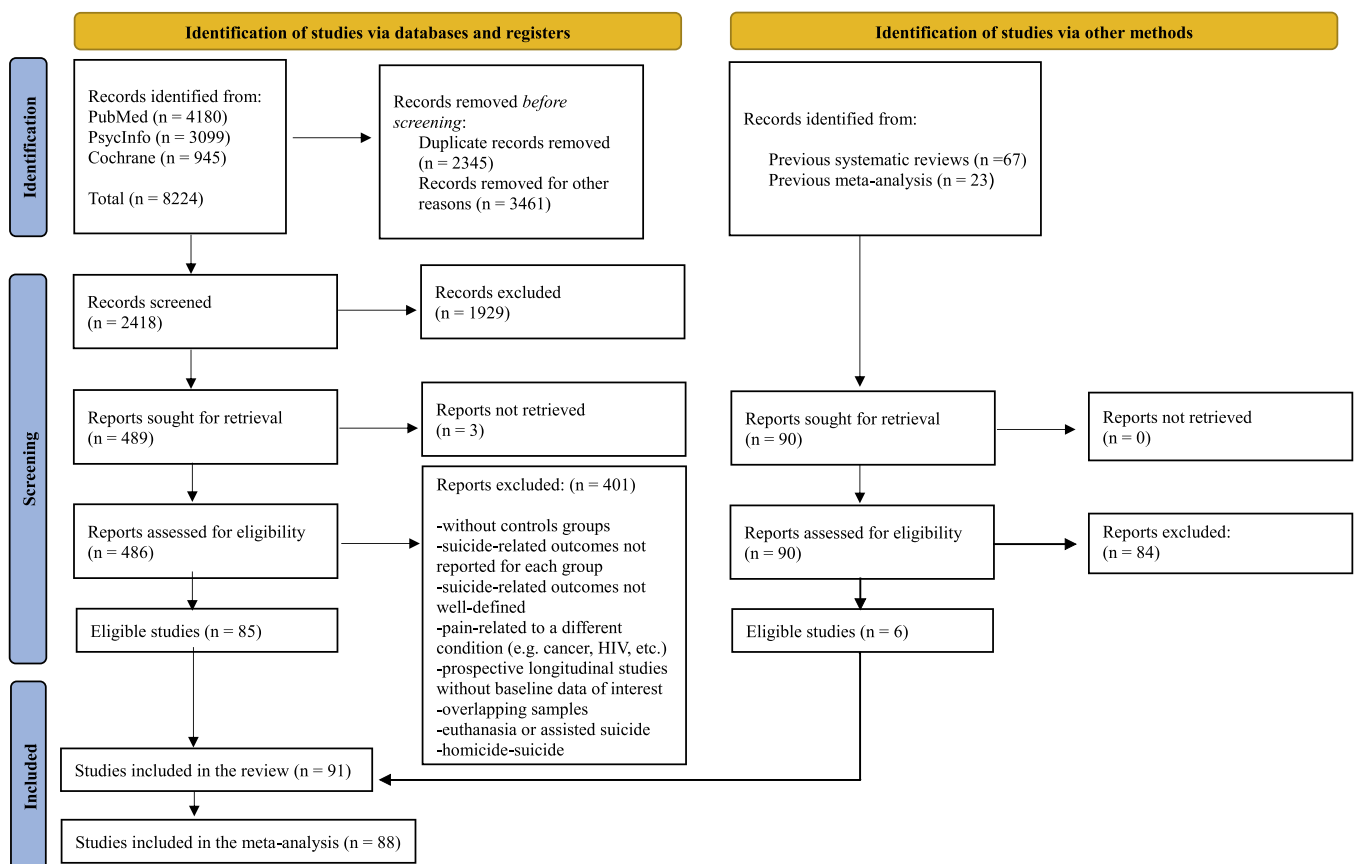 Identification of studies via databases and registers
Identification of studies via other methods
Identification
Records identified from:
PubMed (n = 4180)
PsycInfo (n = 3099)
Cochrane (n = 945)
Total (n = 8224)
Records removed before
screening:
Duplicate records removed
(n = 2345)
Records removed for other
reasons (n = 3461)
Records identified from:
Previous systematic reviews (n =67)
Previous meta-analysis (n = 23)
Screening
Records screened
(n = 2418)
Records excluded
(n = 1929)
Reports sought for retrieval
(n = 489)
Reports not retrieved
(n = 3)
Reports sought for retrieval
(n = 90)
Reports not retrieved
(n = 0)
Reports assessed for eligibility
(n = 486)
Reports excluded: (n = 401)
-without controls groups
-suicide-related outcomes not
reported for each group
-suicide-related outcomes not
well-defined
-pain-related to a different
condition (e.g. cancer, HIV, etc.)
-prospective longitudinal studies
without baseline data of interest
-overlapping samples
-euthanasia or assisted suicide
-homicide-suicide
Reports assessed for eligibility
(n = 90)
Reports excluded:
(n = 84)
Eligible studies (n = 85)
Eligible studies (n = 6)
Included
Studies included in the review (n = 91)
Studies included in the meta-analysis (n = 88)